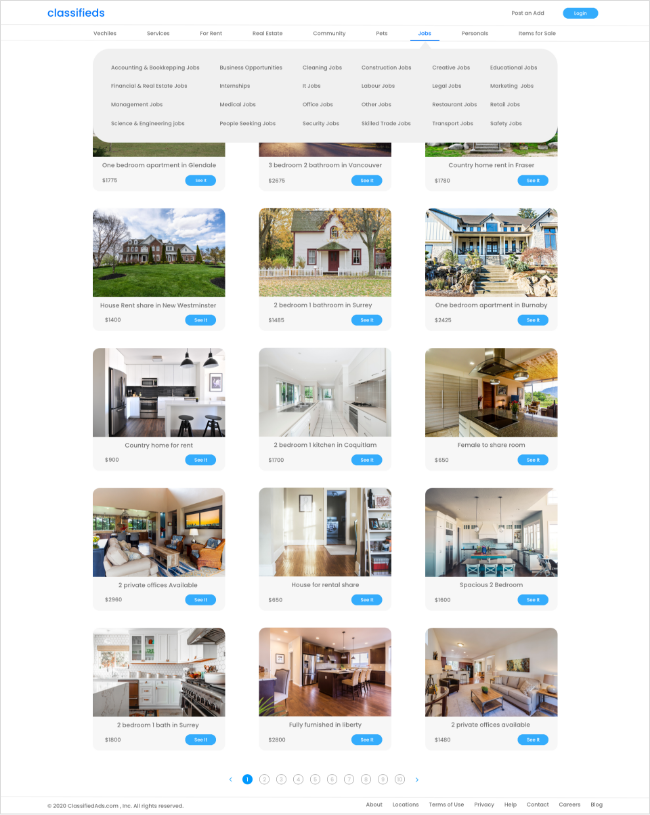 classifieds
Post an Add
Login
Vechiles Services For Rent Real Estate Community Pets Jobs Personals Items for Sale
Accounting & Bookkepping Jobs Business Opportunities Cleaning Jobs Construction Jobs Creative Jobs Educational Jobs
Financial & Real Estate Jobs Internships It Jobs Labour Jobs Legal Jobs Marketing Jobs
Management Jobs Medical Jobs Office Jobs Other Jobs Restaurant Jobs Retail Jobs
Science & Engineering jobs People Seeking Jobs Security Jobs Skilled Trade Jobs Transport Jobs Safety Jobs
One bedroom apartment in Glendale 3 bedroom 2 bathroom in Vancouver Country home rent in Fraser
$1775 See It $2975 See It $1780 See It
House Rent share in New Westminster 2 bedroom 1 bathroom in Surrey One bedroom apartment in Burnaby
$1400 See It $1485 See It $2425 See It
Country home for rent 2 bedroom 1 kitchen in Coquitlam Female to share room
$900 See It $1700 See It $550 See It
2 private offices Available House for rental share Spacious 2 Bedroom
$2960 See It $650 See It $1600 See It
2 bedroom 1 bath in Surrey Fully fumished in liberty 2 private offices available
$1800 See It $2000 See It $1480 See It
‹ 1 2 3 4 5 6 7 8 9 10 ›
© 2020 ClassifiedAds.com , Inc. All rights reserved. About Locations Terms of Use Privacy Help Contact Careers Blog